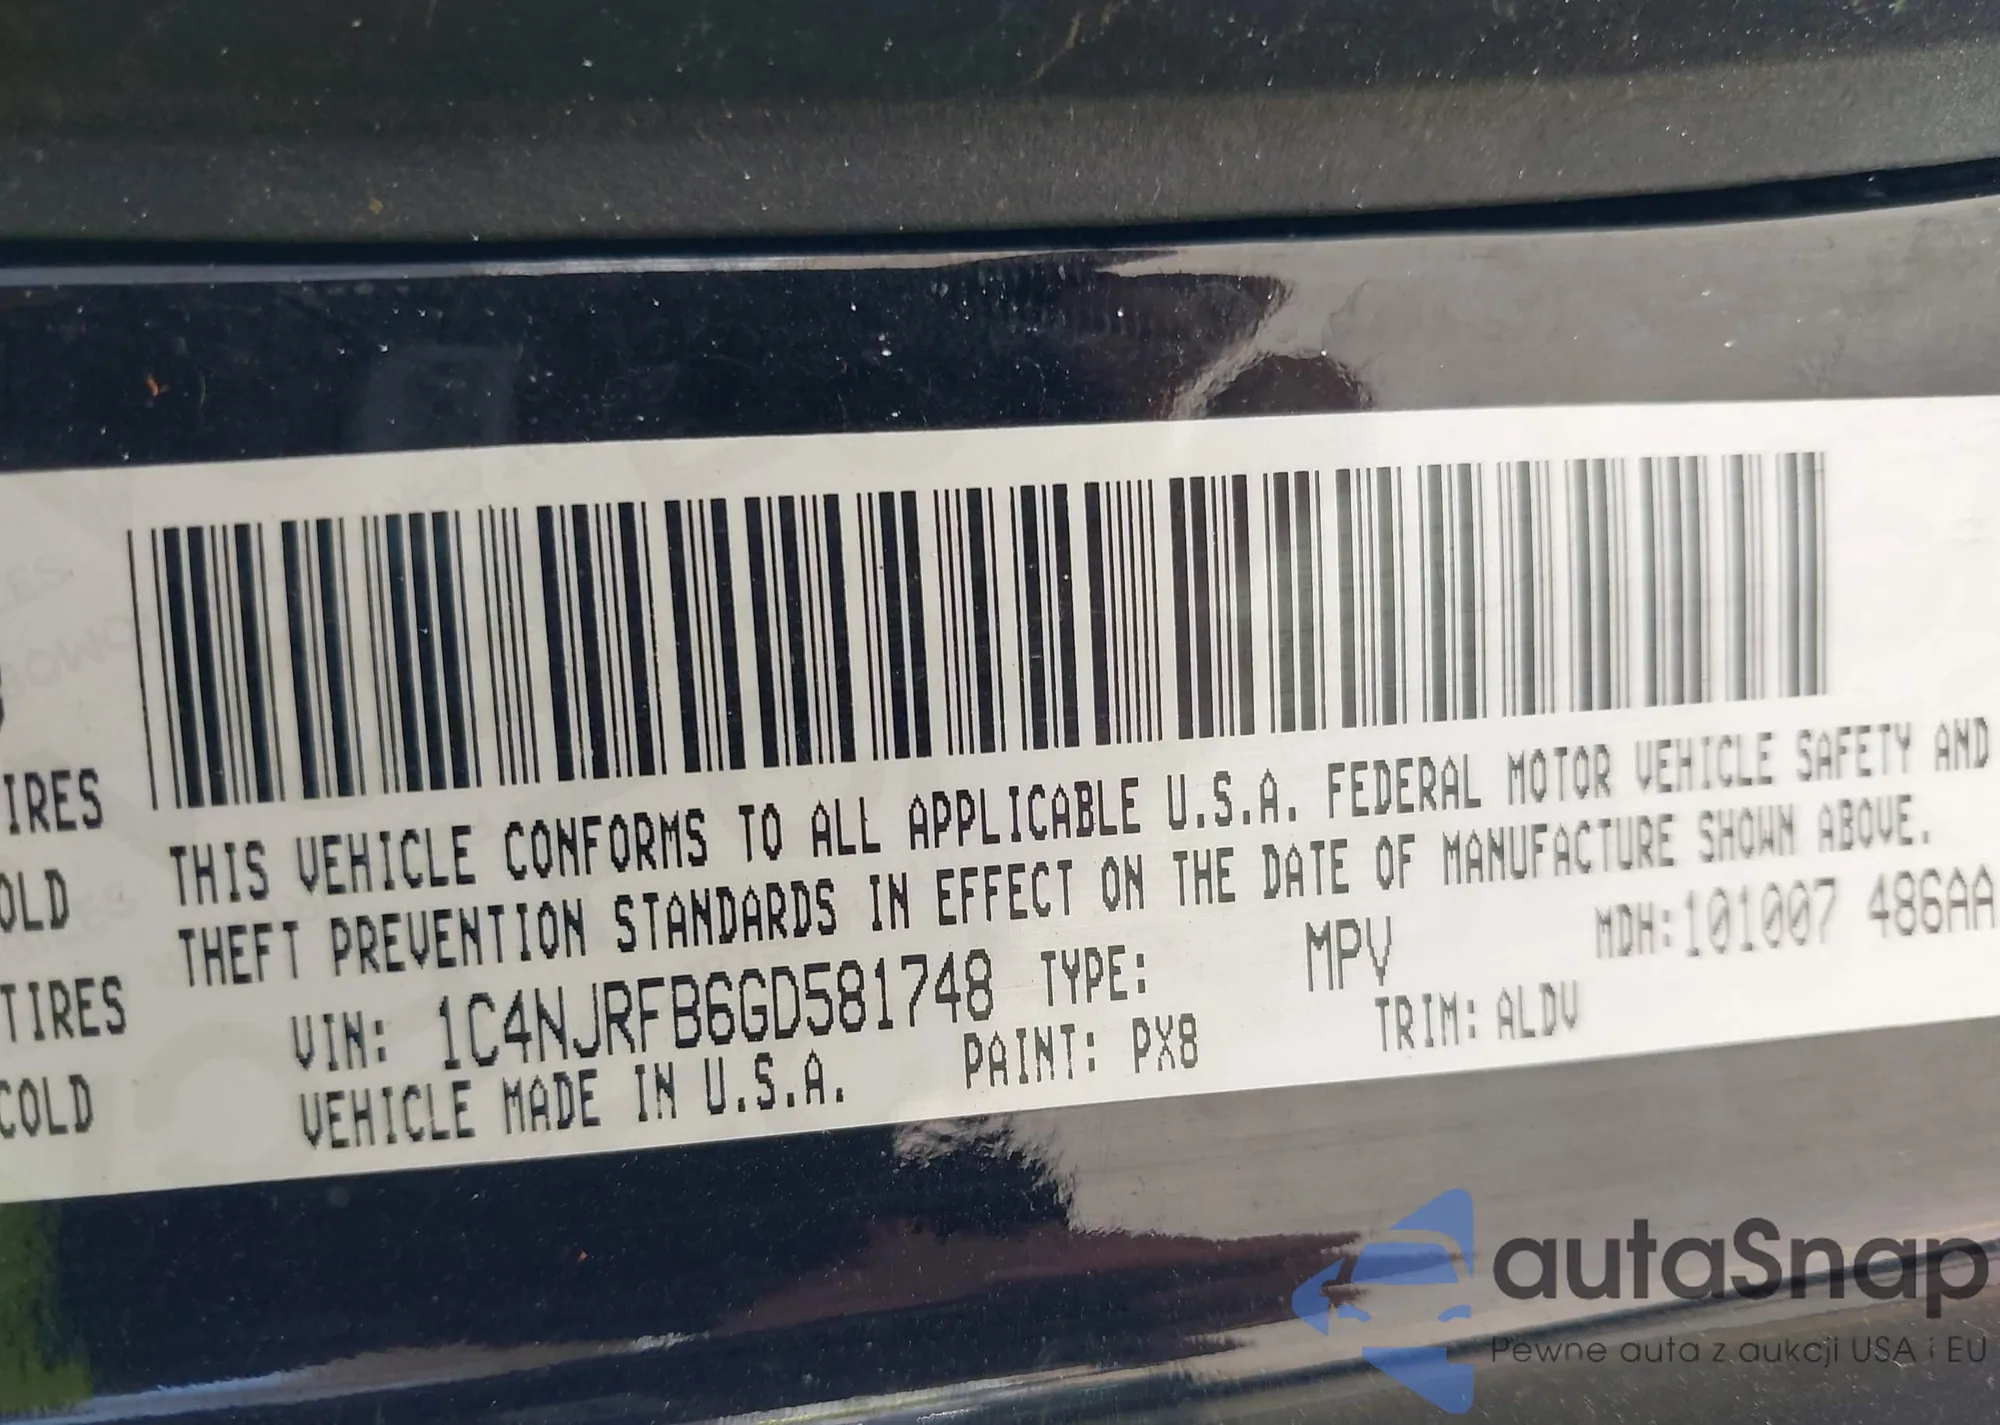 IRES
OLD
TIRES
COLD
THIS VEHICLE CONFORMS TO ALL APPLICABLE U.S.A. FEDERAL MOTOR VEHICLE SAFETY AND
THEFT PREVENTION STANDARDS IN EFFECT ON THE DATE OF MANUFACTURE SHOWN ABOVE.
VIN: 1C4NJRFB6GD581748 TYPE: MPV MDH:101007 486AA
VEHICLE MADE IN U.S.A. PAINT: PX8 TRIM: ALDV
autaSnap
Pewne auta z aukcji USA i EU